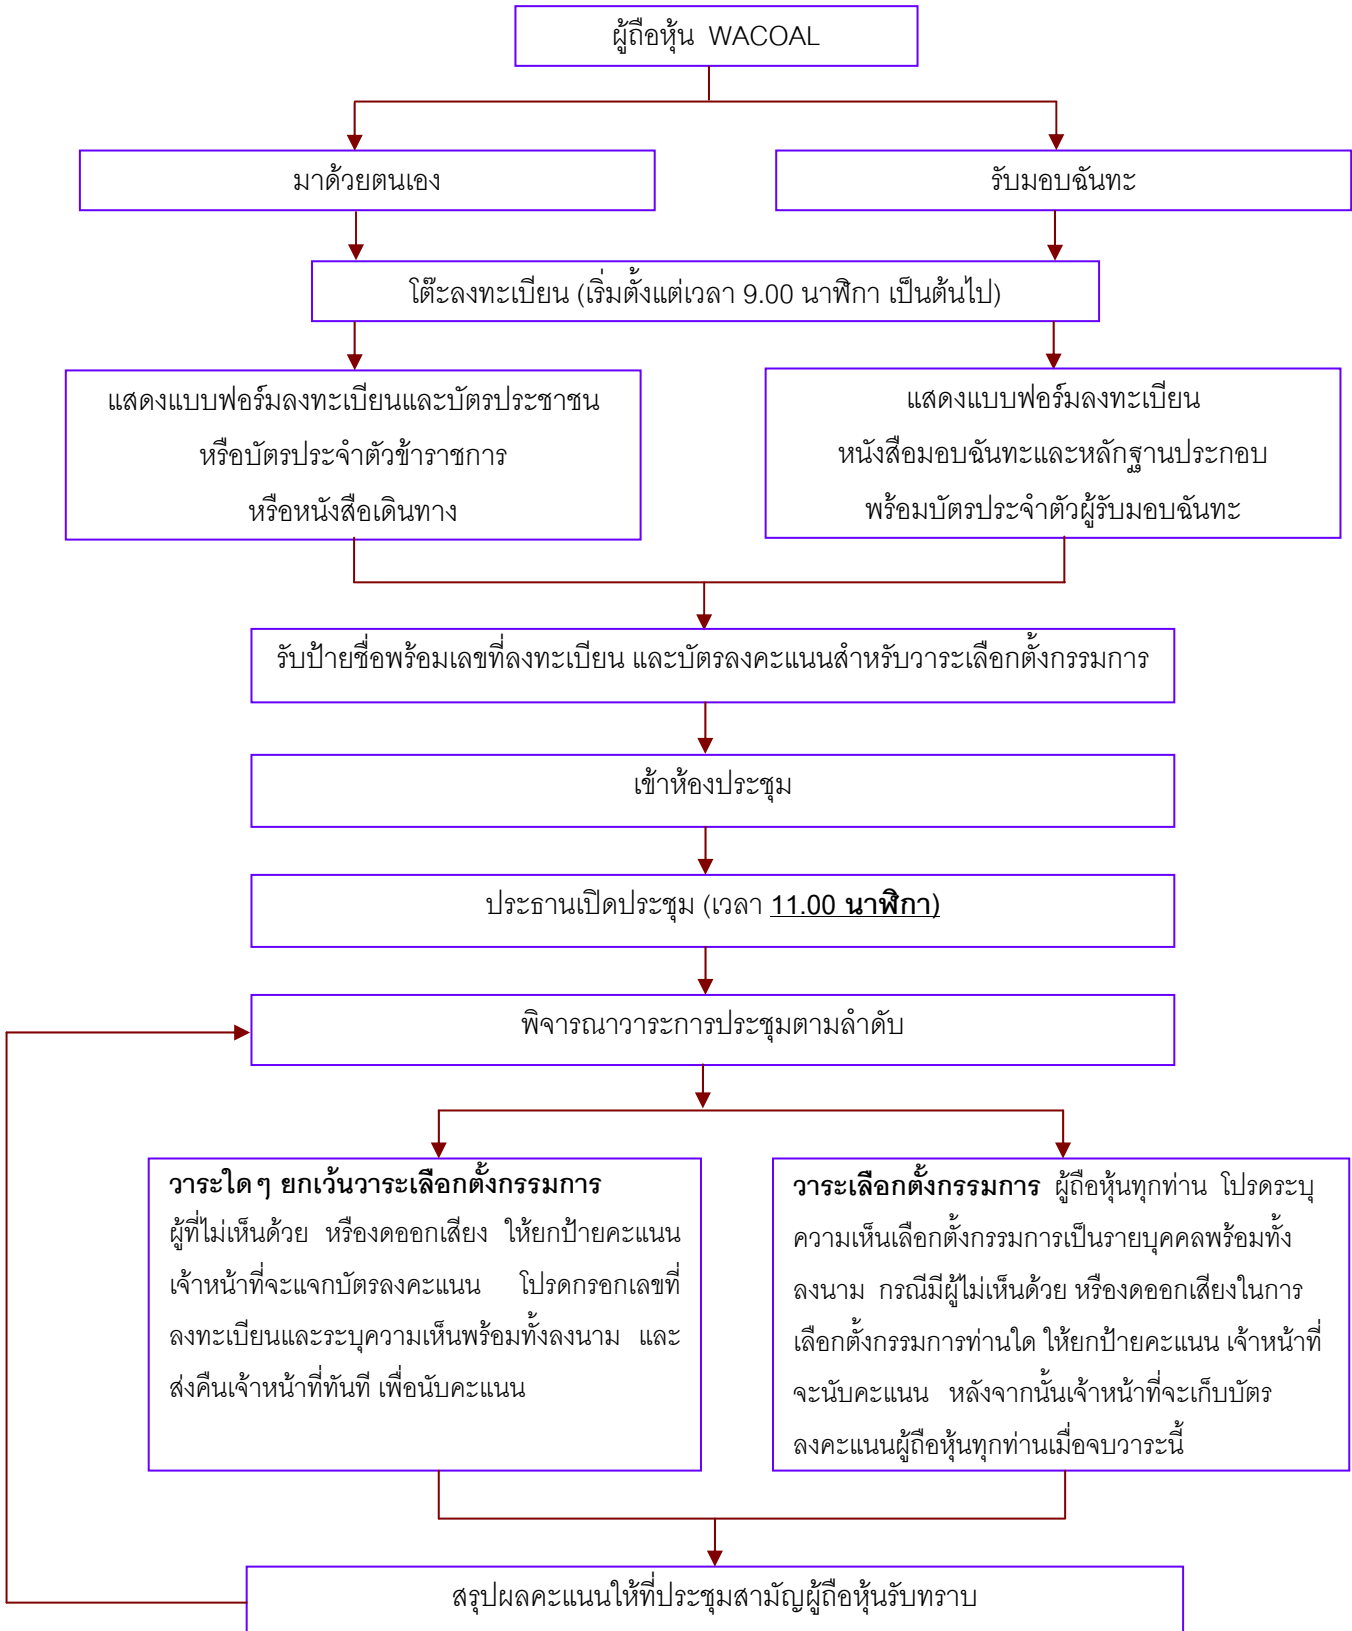 ผู้ถือหุ้น WACOAL
มาด้วยตนเอง
รับมอบฉันทะ
โต๊ะลงทะเบียน (เริ่มตั้งแต่เวลา 9.00 นาฬิกา เป็นต้นไป)
แสดงแบบฟอร์มลงทะเบียนและบัตรประชาชน
หรือบัตรประจำตัวข้าราชการ
หรือหนังสือเดินทาง
แสดงแบบฟอร์มลงทะเบียน
หนังสือมอบฉันทะและหลักฐานประกอบ
พร้อมบัตรประจำตัวผู้รับมอบฉันทะ
รับป้ายชื่อพร้อมเลขที่ลงทะเบียน และบัตรลงคะแนนสำหรับวาระเลือกตั้งกรรมการ
เข้าห้องประชุม
ประธานเปิดประชุม (เวลา 11.00 นาฬิกา)
พิจารณาวาระการประชุมตามลำดับ
วาระใด ๆ ยกเว้นวาระเลือกตั้งกรรมการ
ผู้ที่ไม่เห็นด้วย หรืองดออกเสียง ให้ยกป้ายคะแนน
เจ้าหน้าที่จะแจกบัตรลงคะแนน โปรดกรอกเลขที่
ลงทะเบียนและระบุความเห็นพร้อมทั้งลงนาม และ
ส่งคืนเจ้าหน้าที่ทันที เพื่อนับคะแนน
วาระเลือกตั้งกรรมการ ผู้ถือหุ้นทุกท่าน โปรดระบุ
ความเห็นเลือกตั้งกรรมการเป็นรายบุคคลพร้อมทั้ง
ลงนาม กรณีมีผู้ไม่เห็นด้วย หรืองดออกเสียงในการ
เลือกตั้งกรรมการท่านใด ให้ยกป้ายคะแนน เจ้าหน้าที่
จะนับคะแนน หลังจากนั้นเจ้าหน้าที่จะเก็บบัตร
ลงคะแนนผู้ถือหุ้นทุกท่านเมื่อจบวาระนี้
สรุปผลคะแนนให้ที่ประชุมสามัญผู้ถือหุ้นรับทราบ